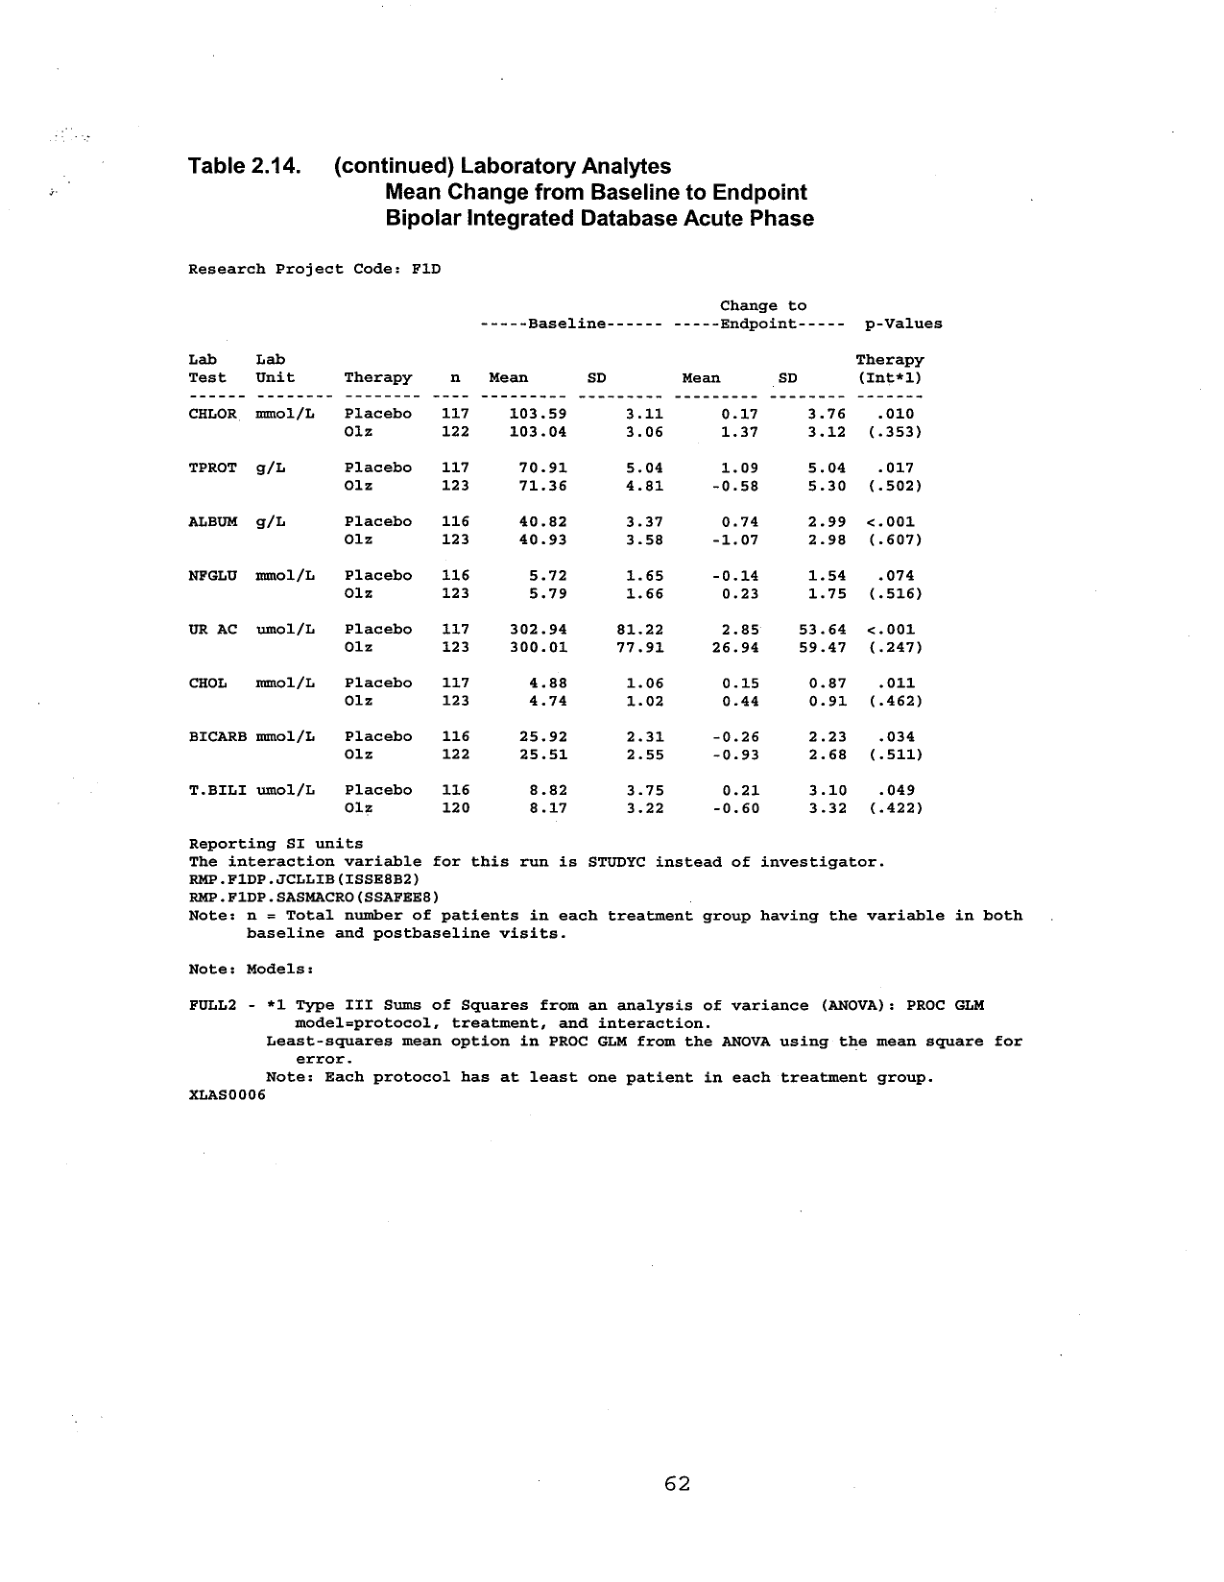 Table 2.14. (continued) Laboratory Analytes
Mean Change from Baseline to Endpoint
Bipolar Integrated Database Acute Phase
Research Project Code: F1D
Change to
-----Baseline------ -----Endpoint----- p-Values
Lab Lab Therapy
Test Unit Therapy n Mean SD Mean SD (Int*1)
------ -------- -------- ---- --------- --------- --------- -------- -------
CHLOR mmol/L Placebo 117 103.59 3.11 0.17 3.76 .010
Olz 122 103.04 3.06 1.37 3.12 (.353)
TPROT g/L Placebo 117 70.91 5.04 1.09 5.04 .017
Olz 123 71.36 4.81 -0.58 5.30 (.502)
ALBUM g/L Placebo 116 40.82 3.37 0.74 2.99 <.001
Olz 123 40.93 3.58 -1.07 2.98 (.607)
NFGLU mmol/L Placebo 116 5.72 1.65 -0.14 1.54 .074
Olz 123 5.79 1.66 0.23 1.75 (.516)
UR AC umol/L Placebo 117 302.94 81.22 2.85 53.64 <.001
Olz 123 300.01 77.91 26.94 59.47 (.247)
CHOL mmol/L Placebo 117 4.88 1.06 0.15 0.87 .011
Olz 123 4.74 1.02 0.44 0.91 (.462)
BICARB mmol/L Placebo 116 25.92 2.31 -0.26 2.23 .034
Olz 122 25.51 2.55 -0.93 2.68 (.511)
T.BILI umol/L Placebo 116 8.82 3.75 0.21 3.10 .049
Olz 120 8.17 3.22 -0.60 3.32 (.422)
Reporting SI units
The interaction variable for this run is STUDYC instead of investigator.
RMP.F1DP.JCLLIB(ISSE8B2)
RMP.F1DP.SASMACRO(SSAFEE8)
Note: n = Total number of patients in each treatment group having the variable in both
baseline and postbaseline visits.
Note: Models:
FULL2 - *1 Type III Sums of Squares from an analysis of variance (ANOVA): PROC GLM
model=protocol, treatment, and interaction.
Least-squares mean option in PROC GLM from the ANOVA using the mean square for
error.
Note: Each protocol has at least one patient in each treatment group.
XLAS0006
62